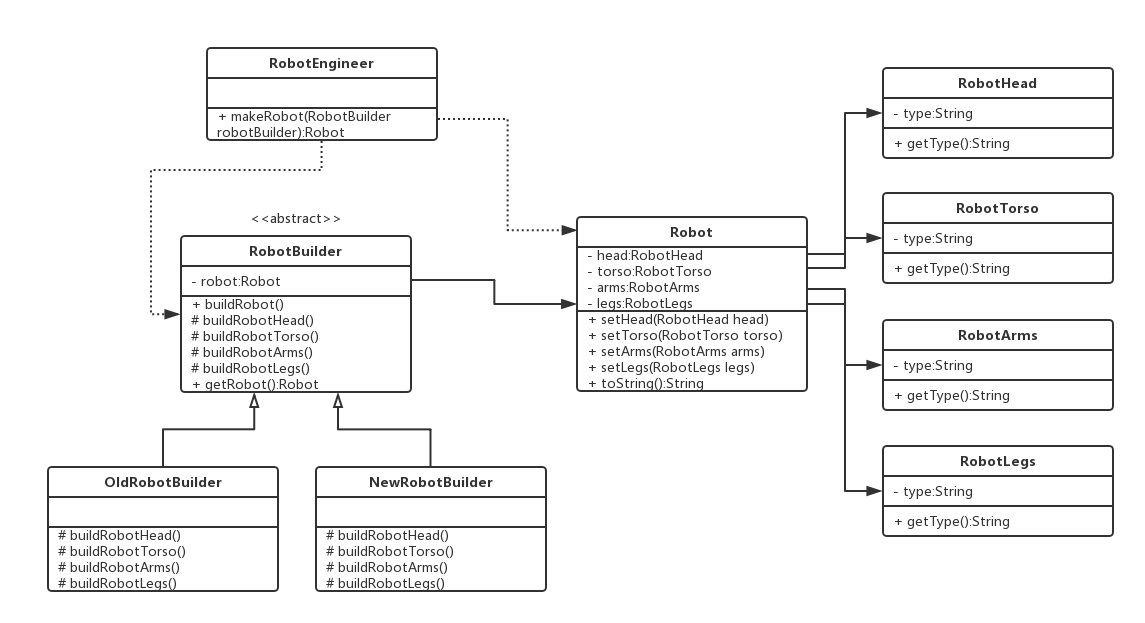 RobotEngineer
+ makeRobot(RobotBuilder
robotBuilder):Robot
<<abstract>>
RobotBuilder
- robot:Robot
+ buildRobot()
# buildRobotHead()
# buildRobotTorso()
# buildRobotArms()
# buildRobotLegs()
+ getRobot():Robot
OldRobotBuilder
# buildRobotHead()
# buildRobotTorso()
# buildRobotArms()
# buildRobotLegs()
NewRobotBuilder
# buildRobotHead()
# buildRobotTorso()
# buildRobotArms()
# buildRobotLegs()
Robot
- head:RobotHead
- torso:RobotTorso
- arms:RobotArms
- legs:RobotLegs
+ setHead(RobotHead head)
+ setTorso(RobotTorso torso)
+ setArms(RobotArms arms)
+ setLegs(RobotLegs legs)
+ toString():String
RobotHead
- type:String
+ getType():String
RobotTorso
- type:String
+ getType():String
RobotArms
- type:String
+ getType():String
RobotLegs
- type:String
+ getType():String